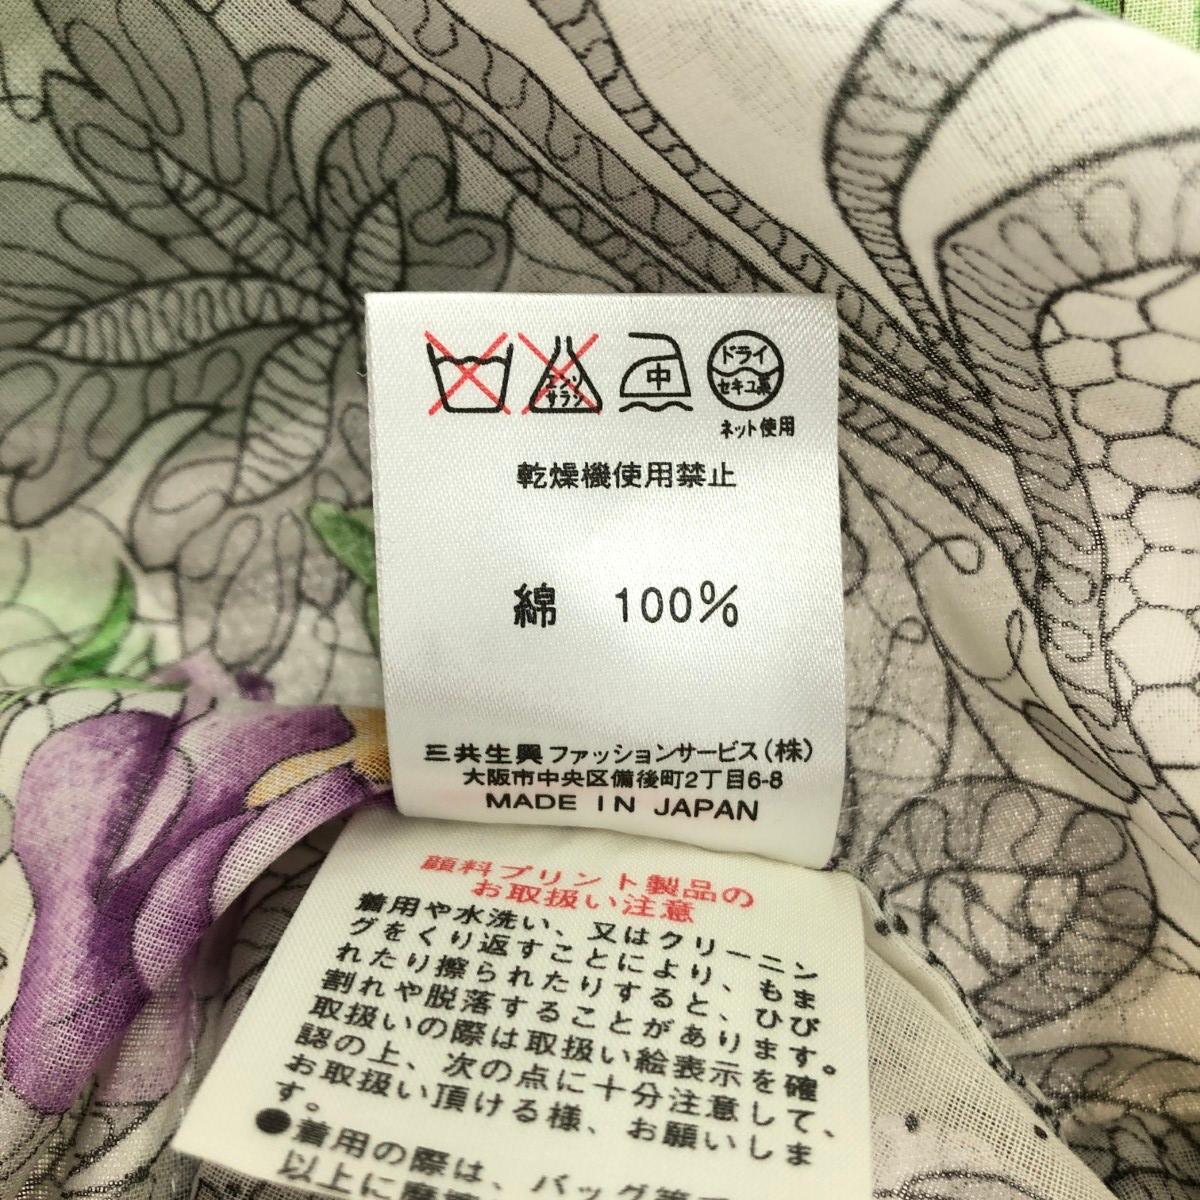 エンソ
サラシ
中
ドライ
セキユ系
ネット使用
乾燥機使用禁止
綿 100%
三共生興ファッションサービス(株)
大阪市中央区備後町2丁目6-8
MADE IN JAPAN
顔料プリント製品の
お取扱い注意
着用や水洗い、又はクリーニン
グをくり返すことにより、もま
れたり擦られたりすると、ひび
割れや脱落することがあります。
取扱いの際は取扱い絵表示を確
認の上、次の点に十分注意して、
お取扱い頂ける様、お願いしま
す。
●着用の際は、バッグ等で
以上に